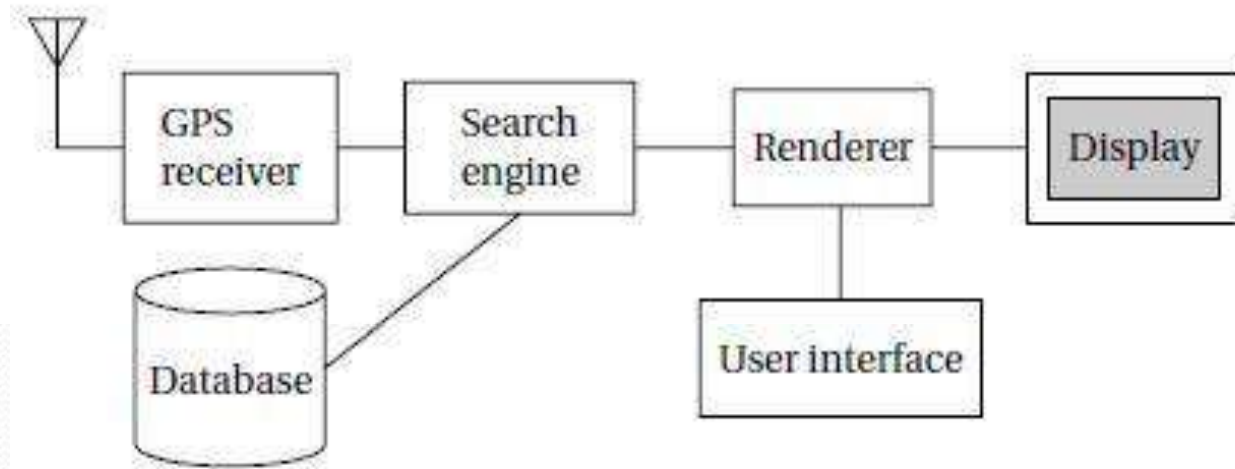 GPS
receiver
Search
engine
Renderer
Display
Database
User interface